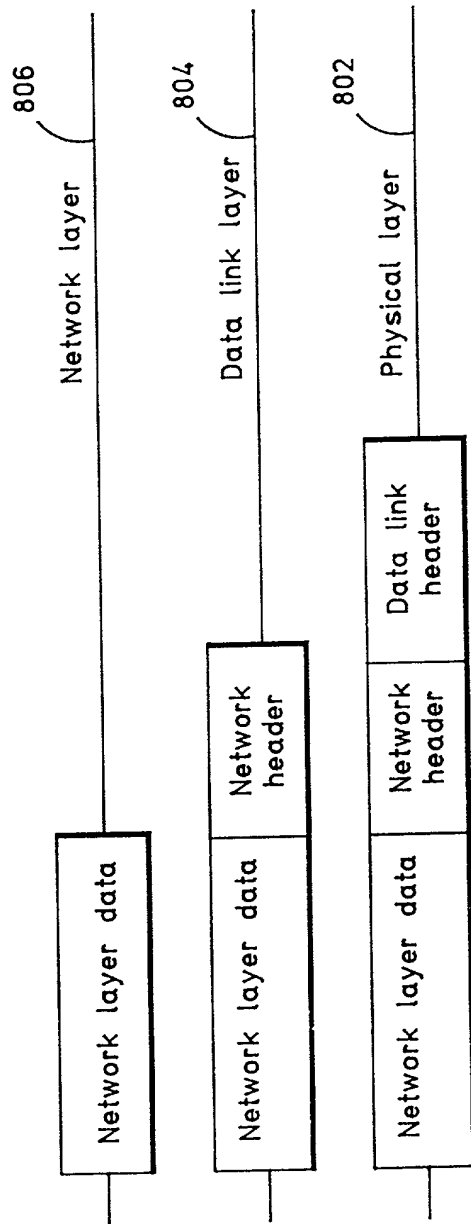 806
Network layer data
Network layer
804
Network layer data
Network
header
Data link layer
802
Network layer data
Network
header
Data link
header
Physical layer